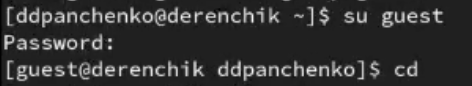 [ddpanchenko@derenchik ~]$ su guest
Password:
[guest@derenchik ddpanchenko]$ cd